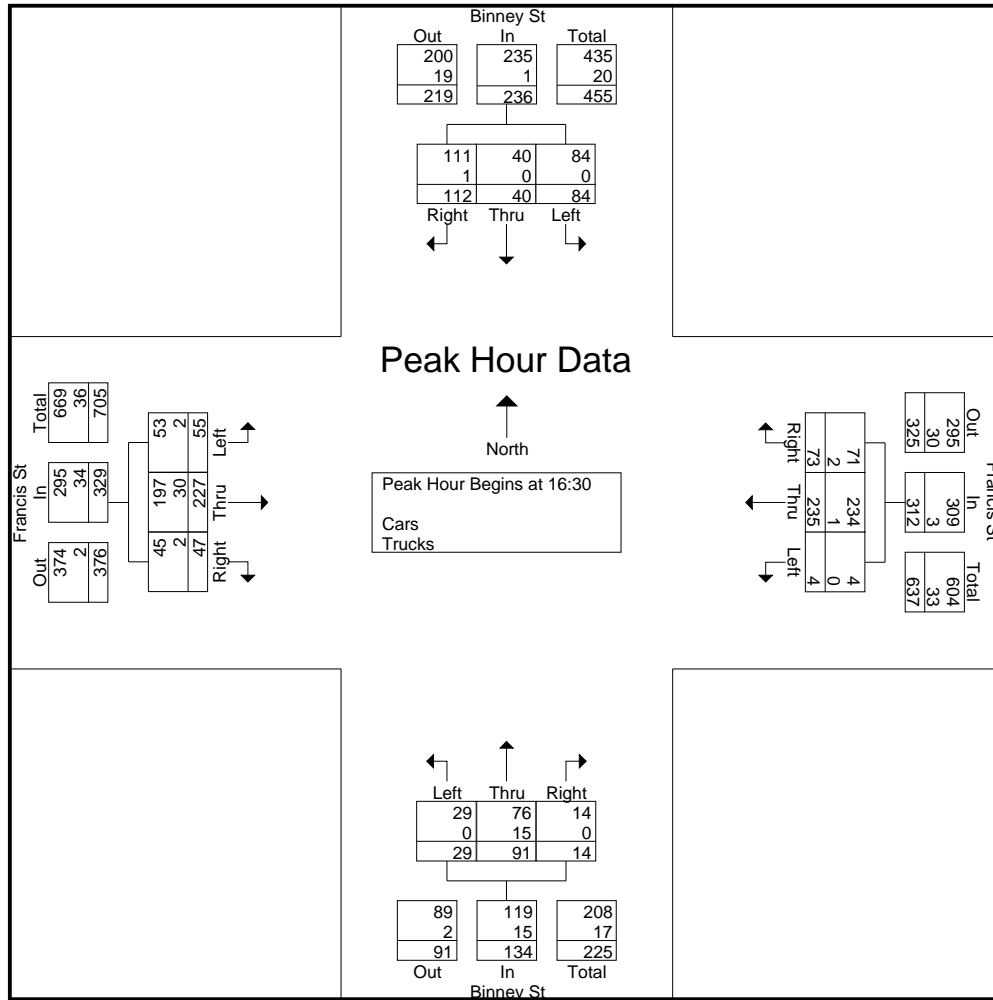 Binney St
Out In Total
200 235 435
19 1 20
219 236 455
111 40 84
1 0 0
112 40 84
Right Thru Left
Peak Hour Data
North
Peak Hour Begins at 16:30
Cars
Trucks
Francis St
Total In Out
669 295 374
36 34 2
705 329 376
53 197 45
2 30 2
55 227 47
Left Thru Right
Francis St
Out In Total
295 309 604
30 3 33
325 312 637
71 234 4
2 1 0
73 235 4
Right Thru Left
Left Thru Right
29 76 14
0 15 0
29 91 14
89 119 208
2 15 17
91 134 225
Out In Total
Binney St